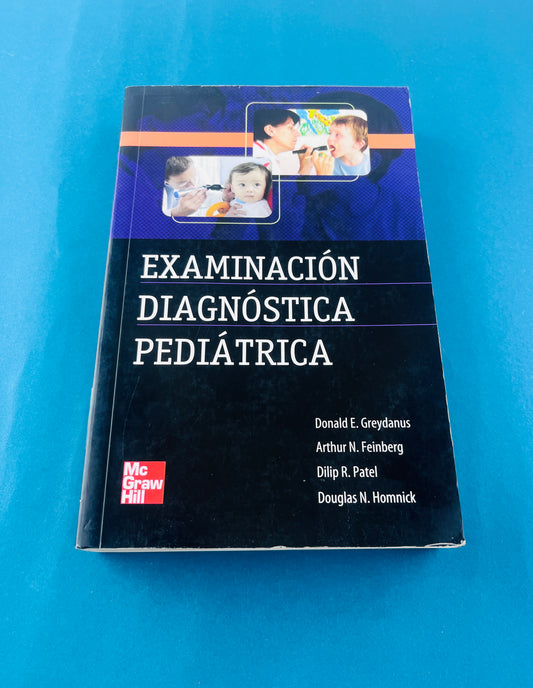 EXAMINACIÓN
DIAGNÓSTICA
PEDIÁTRICA
Donald E. Greydanus
Arthur N. Feinberg
Dilip R. Patel
Douglas N. Homnick
Mc
Graw
Hill